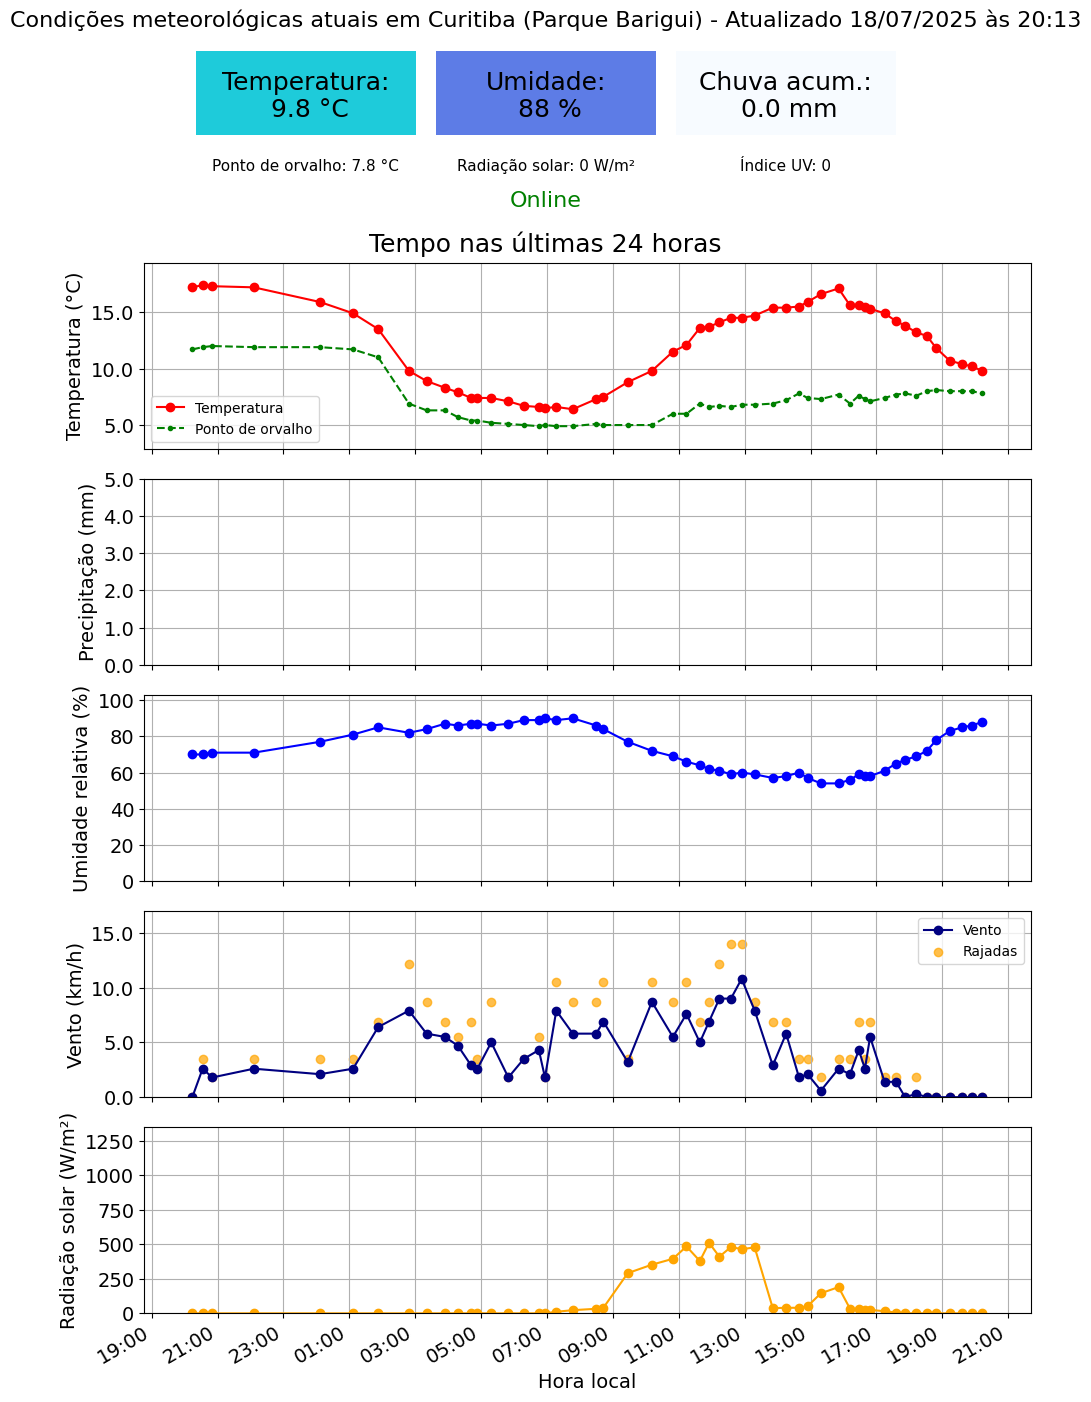 Condições meteorológicas atuais em Curitiba (Parque Barigui) - Atualizado 18/07/2025 às 20:13
Temperatura:
9.8 °C
Umidade:
88 %
Chuva acum.:
0.0 mm
Ponto de orvalho: 7.8 °C
Radiação solar: 0 W/m²
Índice UV: 0
Online
Tempo nas últimas 24 horas
Temperatura (°C)
15.0
10.0
5.0
Temperatura
Ponto de orvalho
Precipitação (mm)
5.0
4.0
3.0
2.0
1.0
0.0
Umidade relativa (%)
100
80
60
40
20
0
Vento (km/h)
15.0
10.0
5.0
0.0
Vento
Rajadas
Radiação solar (W/m²)
1250
1000
750
500
250
0
19:00
21:00
23:00
01:00
03:00
05:00
07:00
09:00
11:00
13:00
15:00
17:00
19:00
21:00
Hora local